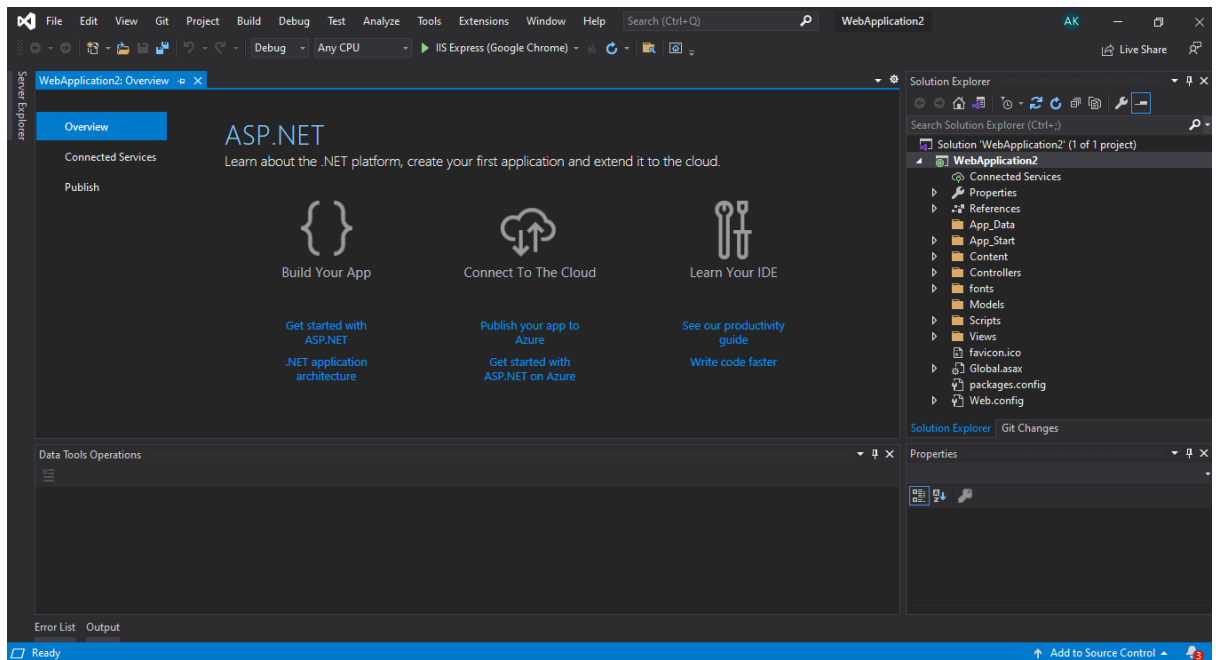 File Edit View Git Project Build Debug Test Analyze Tools Extensions Window Help Search (Ctrl+Q) WebApplication2 AK
Debug Any CPU IIS Express (Google Chrome) Live Share
Server Explorer
WebApplication2: Overview
Overview
Connected Services
Publish
ASP.NET
Learn about the .NET platform, create your first application and extend it to the cloud.
Build Your App
Connect To The Cloud
Learn Your IDE
Get started with
ASP.NET
.NET application
architecture
Publish your app to
Azure
Get started with
ASP.NET on Azure
See our productivity
guide
Write code faster
Solution Explorer
Search Solution Explorer (Ctrl+;)
Solution 'WebApplication2' (1 of 1 project)
WebApplication2
Connected Services
Properties
References
App_Data
App_Start
Content
Controllers
fonts
Models
Scripts
Views
favicon.ico
Global.asax
packages.config
Web.config
Solution Explorer Git Changes
Data Tools Operations
Properties
Error List Output
Ready Add to Source Control 3